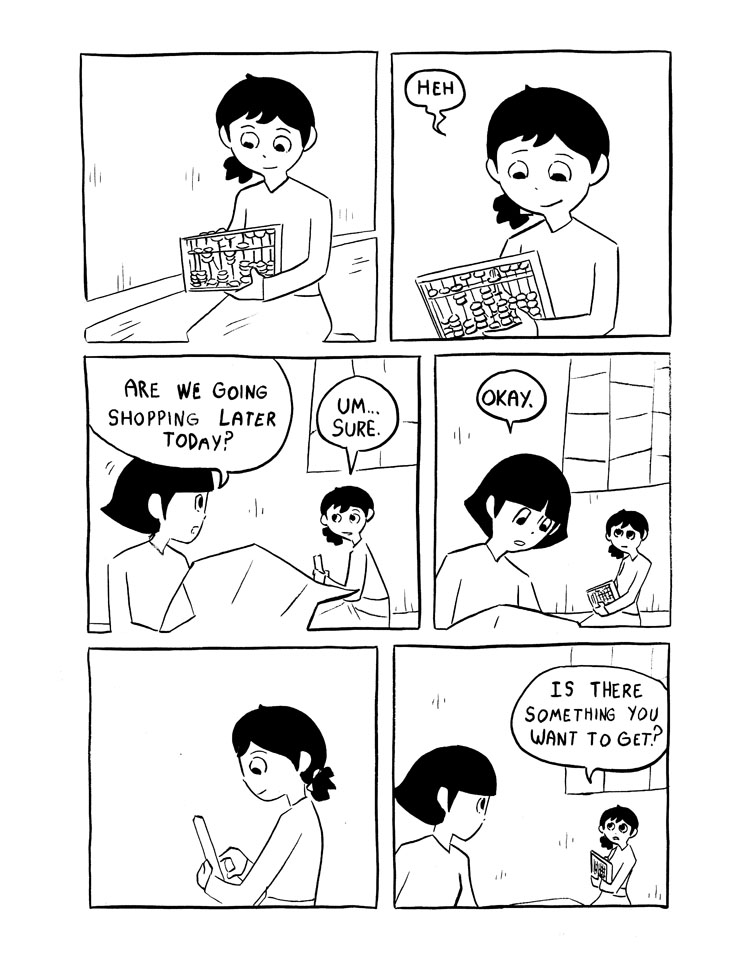 HEH
ARE WE GOING
SHOPPING LATER
TODAY?
UM...
SURE.
OKAY.
IS THERE
SOMETHING YOU
WANT TO GET?